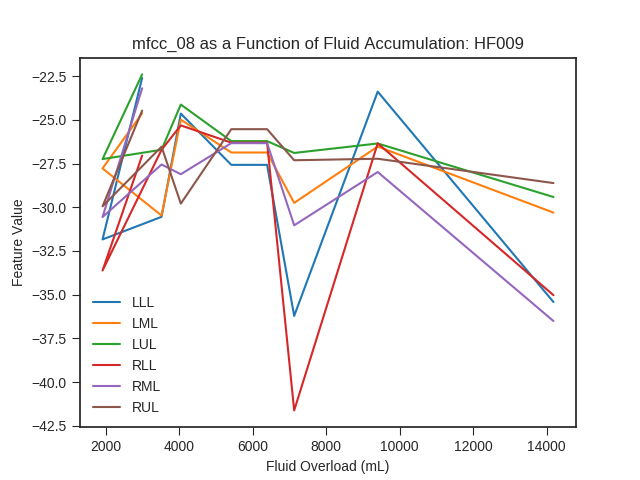 mfcc_08 as a Function of Fluid Accumulation: HF009
−22.5
−25.0
−27.5
−30.0
−32.5
−35.0
−37.5
−40.0
−42.5
Feature Value
LLL
LML
LUL
RLL
RML
RUL
2000 4000 6000 8000 10000 12000 14000
Fluid Overload (mL)